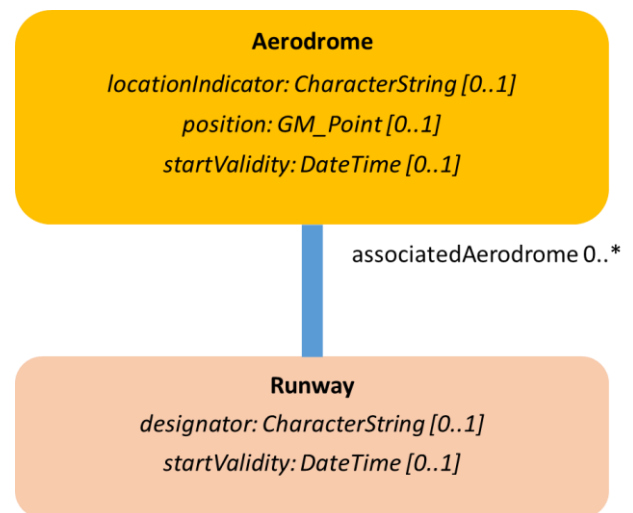 Aerodrome
locationIndicator: CharacterString [0..1]
position: GM_Point [0..1]
startValidity: DateTime [0..1]
associatedAerodrome 0..*
Runway
designator: CharacterString [0..1]
startValidity: DateTime [0..1]